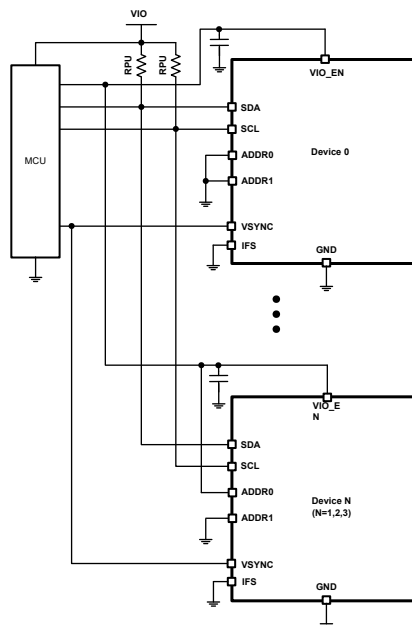 VIO
RPU
RPU
MCU
VIO_EN
SDA
SCL
Device 0
ADDR0
ADDR1
VSYNC
IFS
GND
VIO_E
N
SDA
SCL
ADDR0
Device N
(N=1,2,3)
ADDR1
VSYNC
IFS
GND